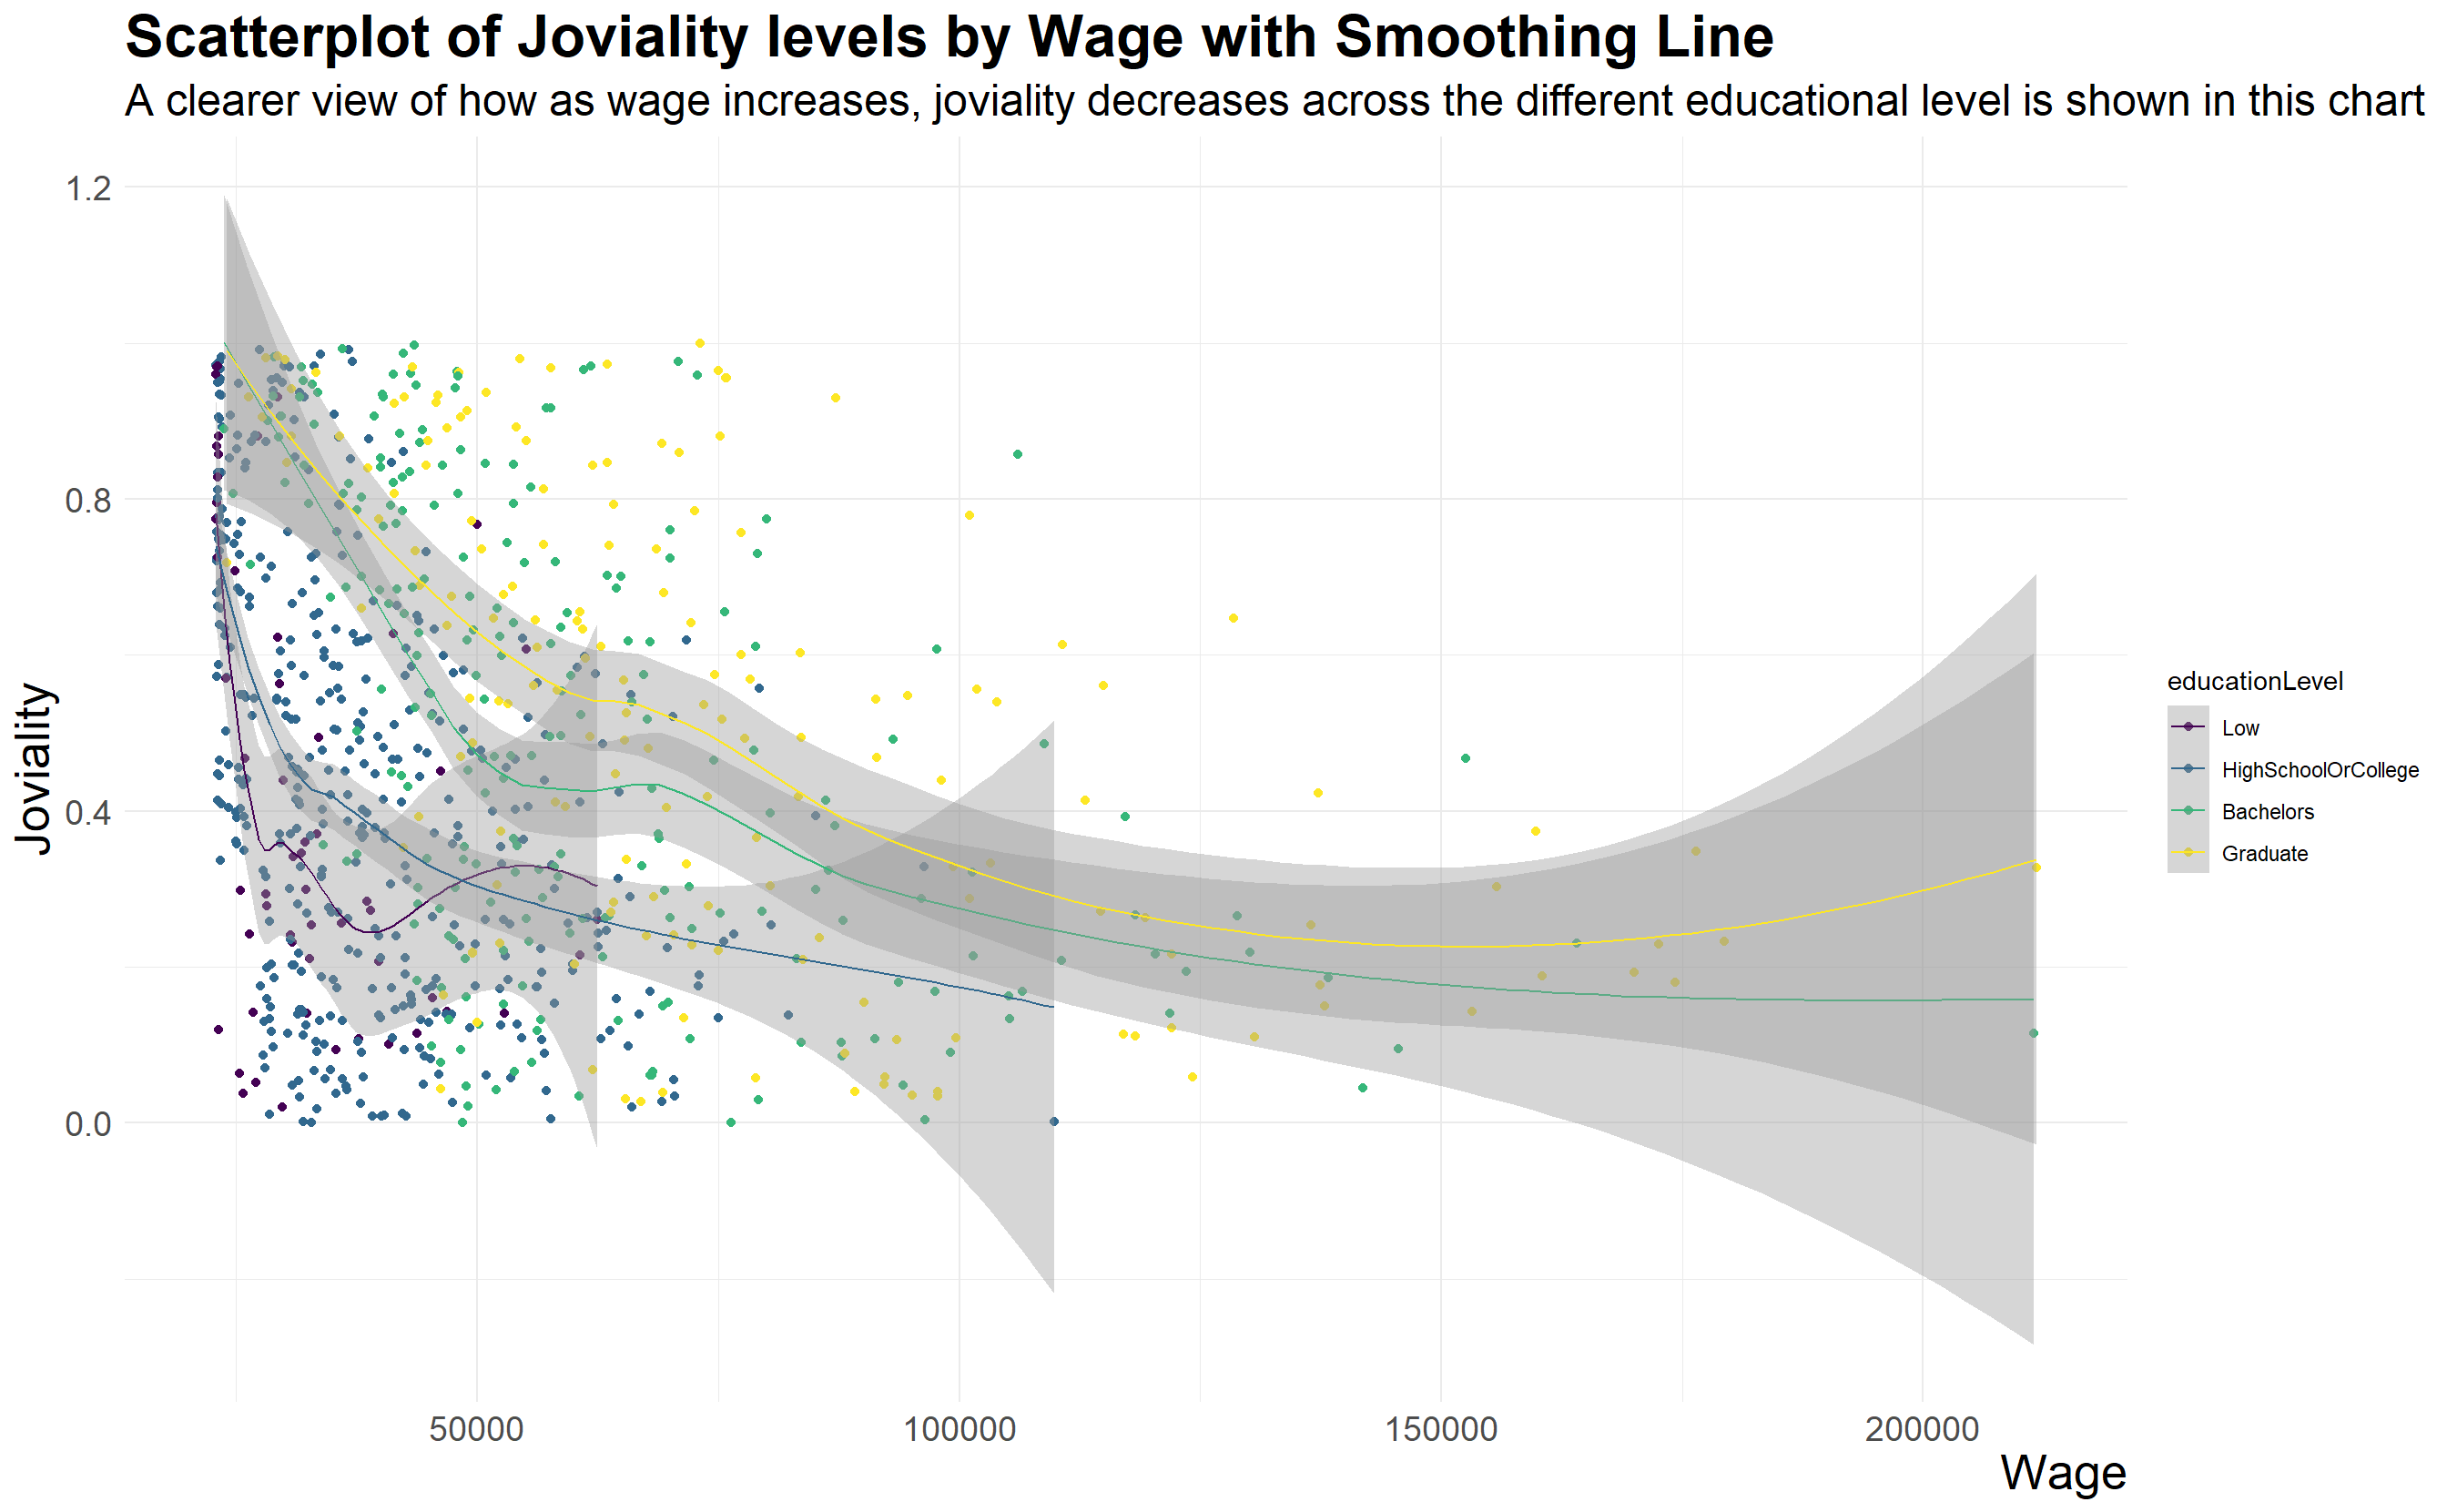 Scatterplot of Joviality levels by Wage with Smoothing Line
A clearer view of how as wage increases, joviality decreases across the different educational level is shown in this chart
1.2
0.8
0.4
0.0
Joviality
50000
100000
150000
200000
Wage
educationLevel
Low
HighSchoolOrCollege
Bachelors
Graduate